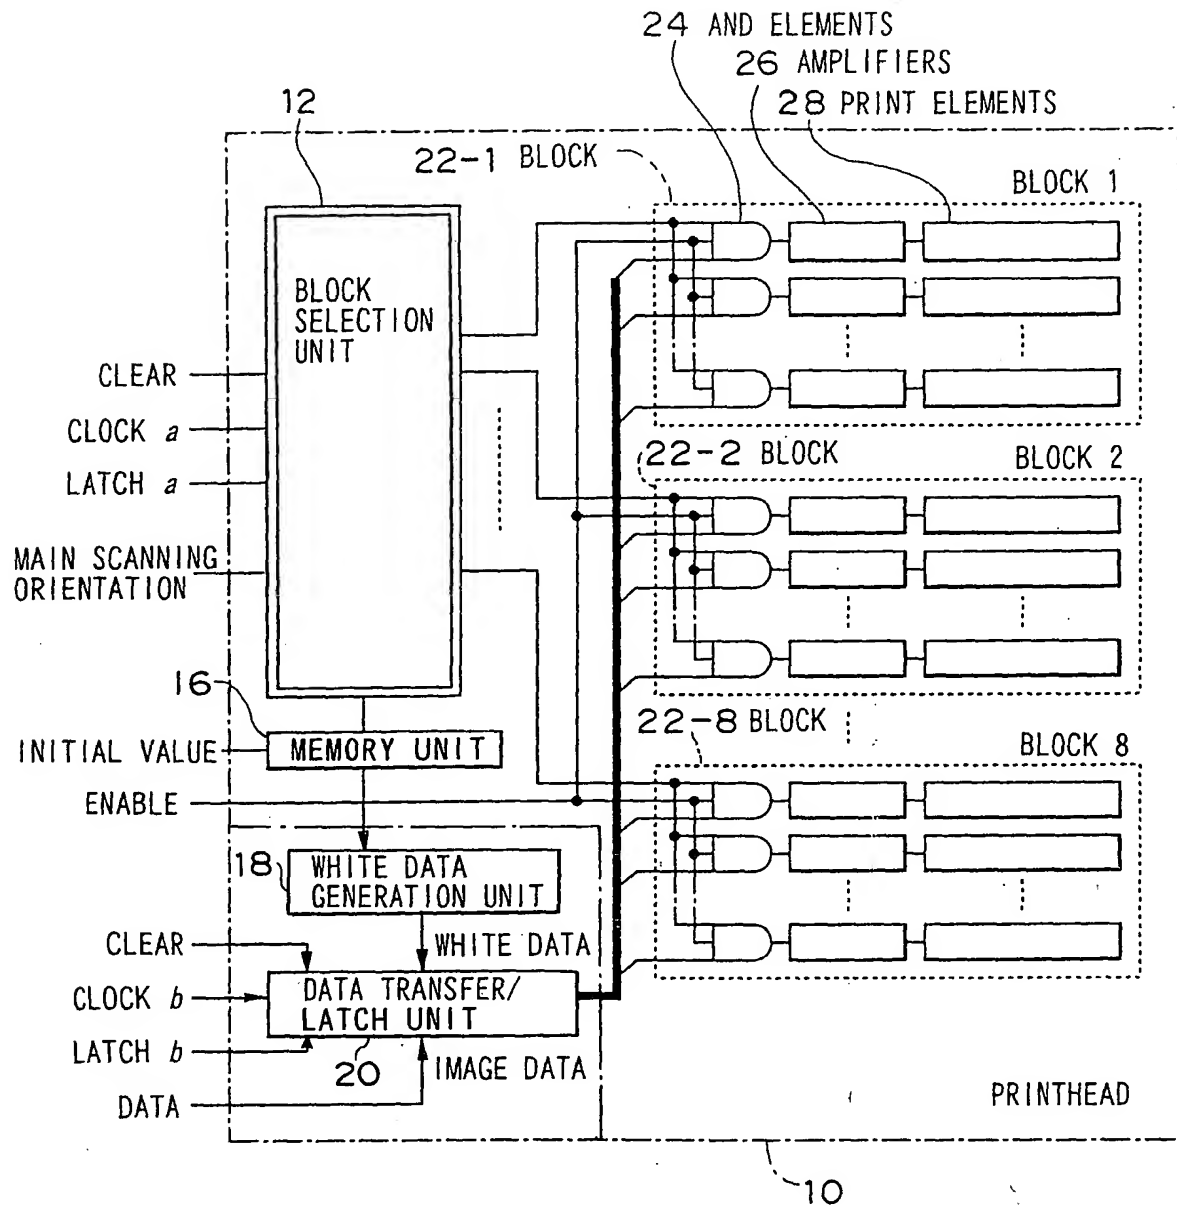 24 AND ELEMENTS
26 AMPLIFIERS
28 PRINT ELEMENTS
12
22-1 BLOCK
BLOCK 1
BLOCK
SELECTION
UNIT
CLEAR
CLOCK a
LATCH a
MAIN SCANNING
ORIENTATION
22-2 BLOCK
BLOCK 2
16
INITIAL VALUE
MEMORY UNIT
22-8 BLOCK
BLOCK 8
ENABLE
18
WHITE DATA
GENERATION UNIT
CLEAR
WHITE DATA
CLOCK b
DATA TRANSFER/
LATCH UNIT
LATCH b
20
IMAGE DATA
DATA
PRINTHEAD
10